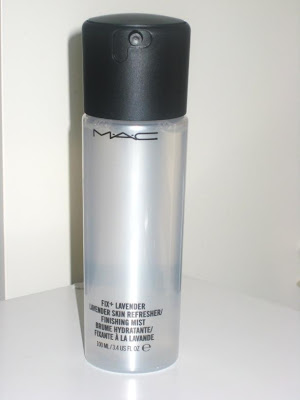 M·A·C
FIX+ LAVENDER
LAVENDER SKIN REFRESHER/
FINISHING MIST
BRUME HYDRATANTE/
FIXANTE À LA LAVANDE
100 ML/3.4 US FL OZ ℮